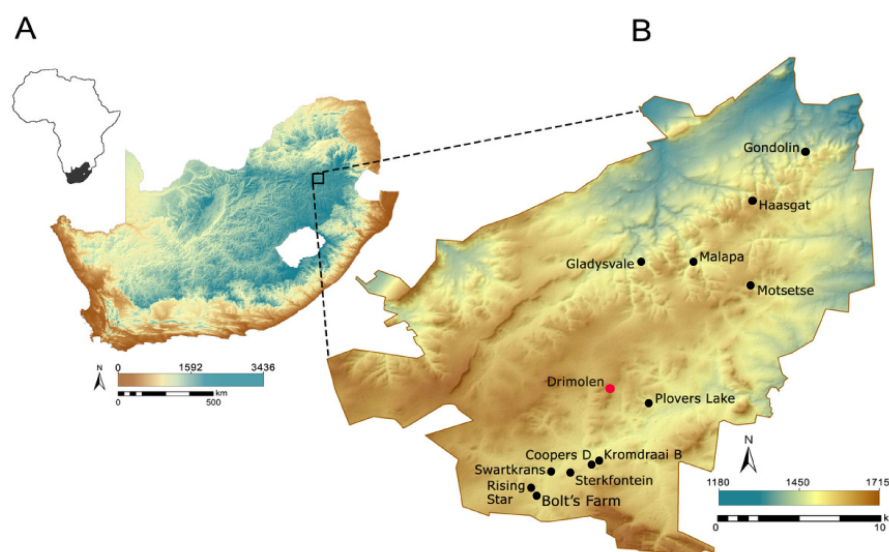 A
B
Gondolin
Haasgat
Gladysvale
Malapa
Motsetse
Drimolen
Plovers Lake
Coopers D
Kromdraai B
Swartkrans
Sterkfontein
Rising
Star
Bolt's Farm
N
0 1592 3436
km
0 500
N
1180 1450 1715
k
0 10